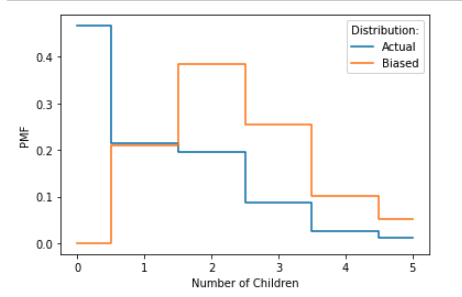 Distribution:
Actual
Biased
PMF
0.4
0.3
0.2
0.1
0.0
0 1 2 3 4 5
Number of Children